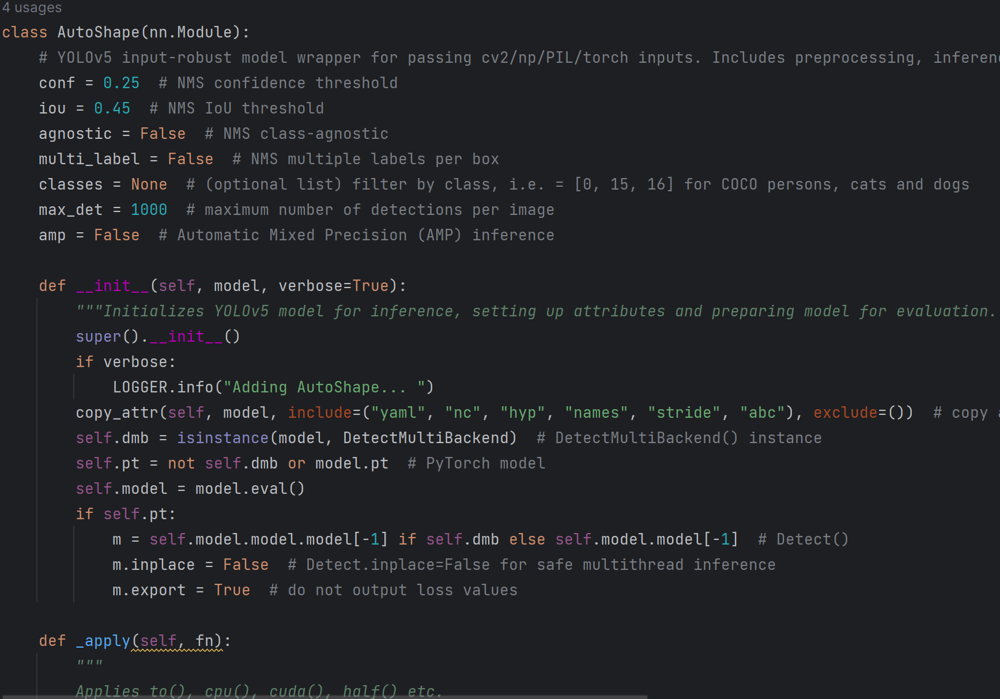 4 usages
class AutoShape(nn.Module):
    # YOLOv5 input-robust model wrapper for passing cv2/np/PIL/torch inputs. Includes preprocessing,
    conf = 0.25  # NMS confidence threshold
    iou = 0.45  # NMS IoU threshold
    agnostic = False  # NMS class-agnostic
    multi_label = False  # NMS multiple labels per box
    classes = None  # (optional list) filter by class, i.e. = [0, 15, 16] for COCO persons, cats and dogs
    max_det = 1000  # maximum number of detections per image
    amp = False  # Automatic Mixed Precision (AMP) inference

    def __init__(self, model, verbose=True):
        """Initializes YOLOv5 model for inference, setting up attributes and preparing model for evaluation.
        super().__init__()
        if verbose:
            LOGGER.info("Adding AutoShape... ")
        copy_attr(self, model, include=("yaml", "nc", "hyp", "names", "stride", "abc"), exclude=())  # copy
        self.dmb = isinstance(model, DetectMultiBackend)  # DetectMultiBackend() instance
        self.pt = not self.dmb or model.pt  # PyTorch model
        self.model = model.eval()
        if self.pt:
            m = self.model.model.model[-1] if self.dmb else self.model.model[-1]  # Detect()
            m.inplace = False  # Detect.inplace=False for safe multithread inference
            m.export = True  # do not output loss values

    def _apply(self, fn):
        """
        Applies to(), cpu(), cuda(), half() etc.